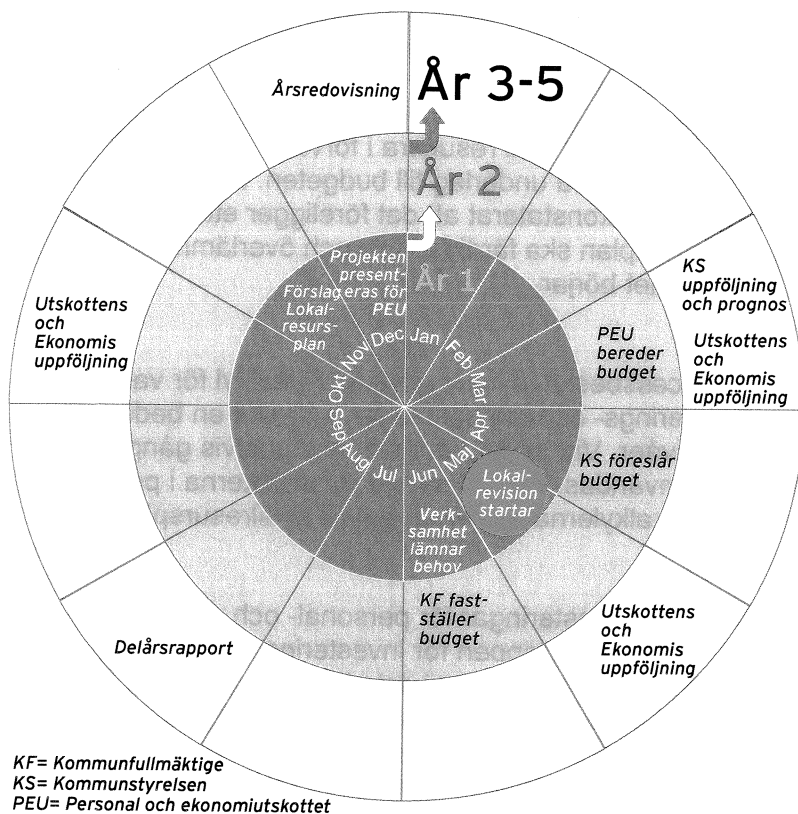 Årsredovisning
År 3-5
År 2
År 1
Projekten
present-
eras för
PEU
Förslag
Lokal-
resurs-
plan
KS
uppföljning
och prognos
Utskottens
och
Ekonomis
uppföljning
PEU
bereder
budget
Utskottens
och
Ekonomis
uppföljning
Jan
Feb
Mar
Apr
Maj
Jun
Jul
Aug
Sep
Okt
Nov
Dec
KS föreslår
budget
Lokal-
revision
startar
Verk-
samhet
lämnar
behov
KF fast-
ställer
budget
Utskottens
och
Ekonomis
uppföljning
Delårsrapport
KF= Kommunfullmäktige
KS= Kommunstyrelsen
PEU= Personal och ekonomiutskottet